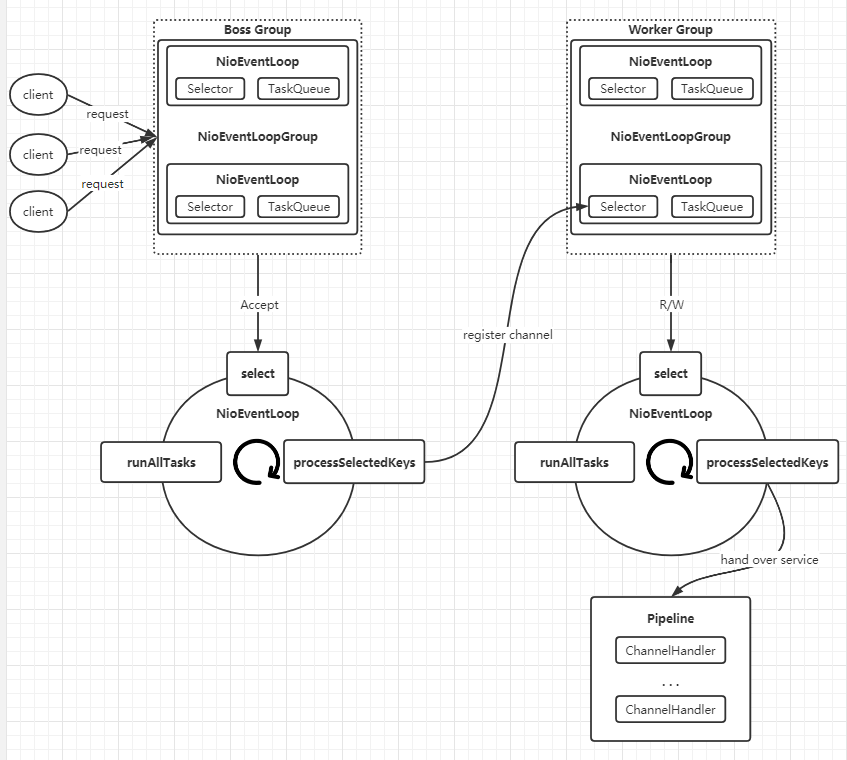 Boss Group
NioEventLoop
Selector
TaskQueue
NioEventLoopGroup
NioEventLoop
Selector
TaskQueue
client
request
client
request
client
request
Worker Group
NioEventLoop
Selector
TaskQueue
NioEventLoopGroup
NioEventLoop
Selector
TaskQueue
Accept
register channel
R/W
select
NioEventLoop
runAllTasks
processSelectedKeys
select
NioEventLoop
runAllTasks
processSelectedKeys
hand over service
Pipeline
ChannelHandler
...
ChannelHandler